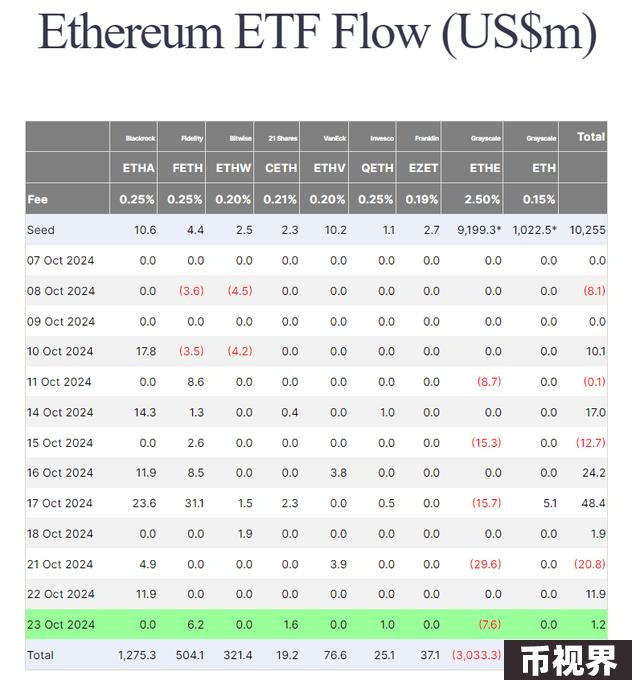 Ethereum ETF Flow (US$m)
Blackrock Fidelity Bitwise 21 Shares VanEck Invesco Franklin Grayscale Grayscale Total
ETHA FETH ETHW CETH ETHV QETH EZET ETHE ETH
Fee 0.25% 0.25% 0.20% 0.21% 0.20% 0.25% 0.19% 2.50% 0.15%
Seed 10.6 4.4 2.5 2.3 10.2 1.1 2.7 9,199.3* 1,022.5* 10,255
07 Oct 2024 0.0 0.0 0.0 0.0 0.0 0.0 0.0 0.0 0.0 0.0
08 Oct 2024 0.0 (3.6) (4.5) 0.0 0.0 0.0 0.0 0.0 0.0 (8.1)
09 Oct 2024 0.0 0.0 0.0 0.0 0.0 0.0 0.0 0.0 0.0 0.0
10 Oct 2024 17.8 (3.5) (4.2) 0.0 0.0 0.0 0.0 0.0 0.0 10.1
11 Oct 2024 0.0 8.6 0.0 0.0 0.0 0.0 0.0 (8.7) 0.0 (0.1)
14 Oct 2024 14.3 1.3 0.0 0.4 0.0 1.0 0.0 0.0 0.0 17.0
15 Oct 2024 0.0 2.6 0.0 0.0 0.0 0.0 0.0 (15.3) 0.0 (12.7)
16 Oct 2024 11.9 8.5 0.0 0.0 3.8 0.0 0.0 0.0 0.0 24.2
17 Oct 2024 23.6 31.1 1.5 2.3 0.0 0.5 0.0 (15.7) 5.1 48.4
18 Oct 2024 0.0 0.0 1.9 0.0 0.0 0.0 0.0 0.0 0.0 1.9
21 Oct 2024 4.9 0.0 0.0 0.0 3.9 0.0 0.0 (29.6) 0.0 (20.8)
22 Oct 2024 11.9 0.0 0.0 0.0 0.0 0.0 0.0 0.0 0.0 11.9
23 Oct 2024 0.0 6.2 0.0 1.6 0.0 1.0 0.0 (7.6) 0.0 1.2
Total 1,275.3 504.1 321.4 19.2 76.6 25.1 37.1 (3,033.3)
币视界